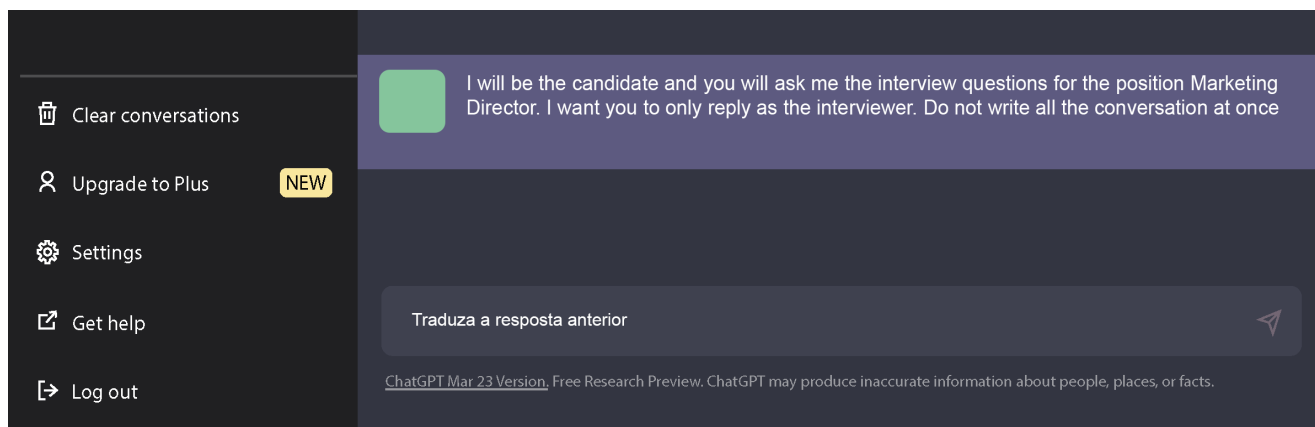 Clear conversations
Upgrade to Plus
NEW
Settings
Get help
Log out
I will be the candidate and you will ask me the interview questions for the position Marketing
Director. I want you to only reply as the interviewer. Do not write all the conversation at once
Traduza a resposta anterior
ChatGPT Mar 23 Version. Free Research Preview. ChatGPT may produce inaccurate information about people, places, or facts.